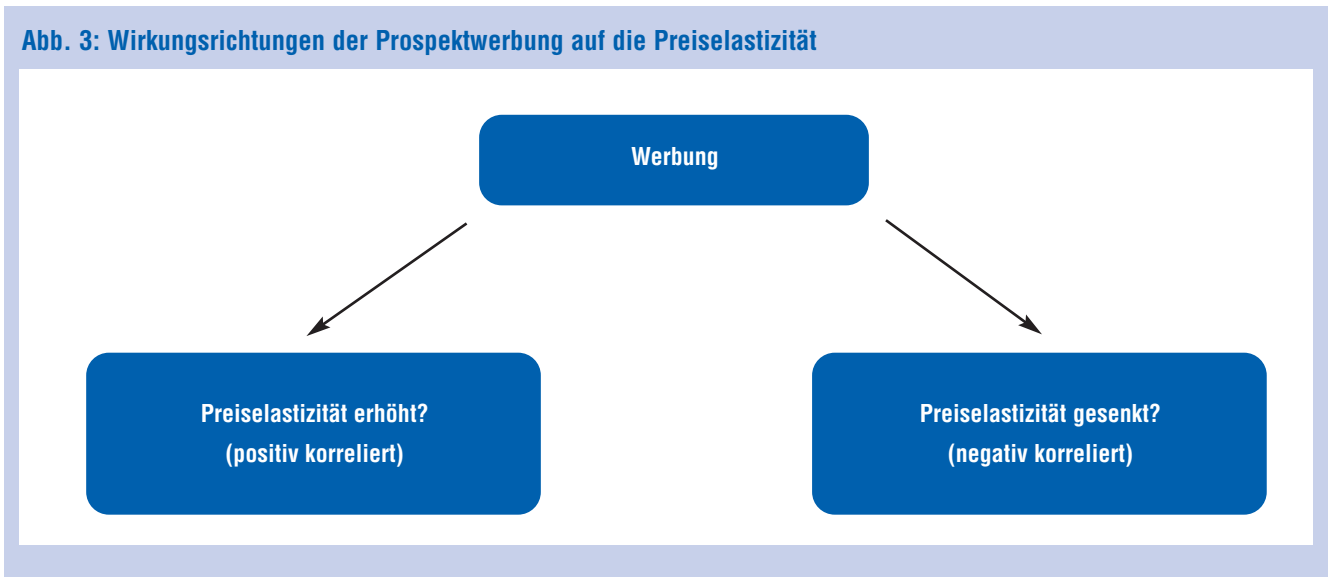 Abb. 3: Wirkungsrichtungen der Prospektwerbung auf die Preiselastizität
Werbung
Preiselastizität erhöht?
(positiv korreliert)
Preiselastizität gesenkt?
(negativ korreliert)